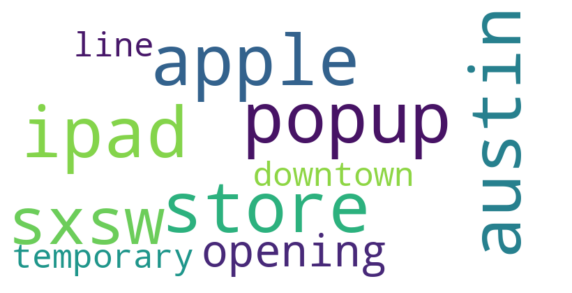 line
apple
austin
ipad
popup
downtown
sxsw
store
temporary
opening